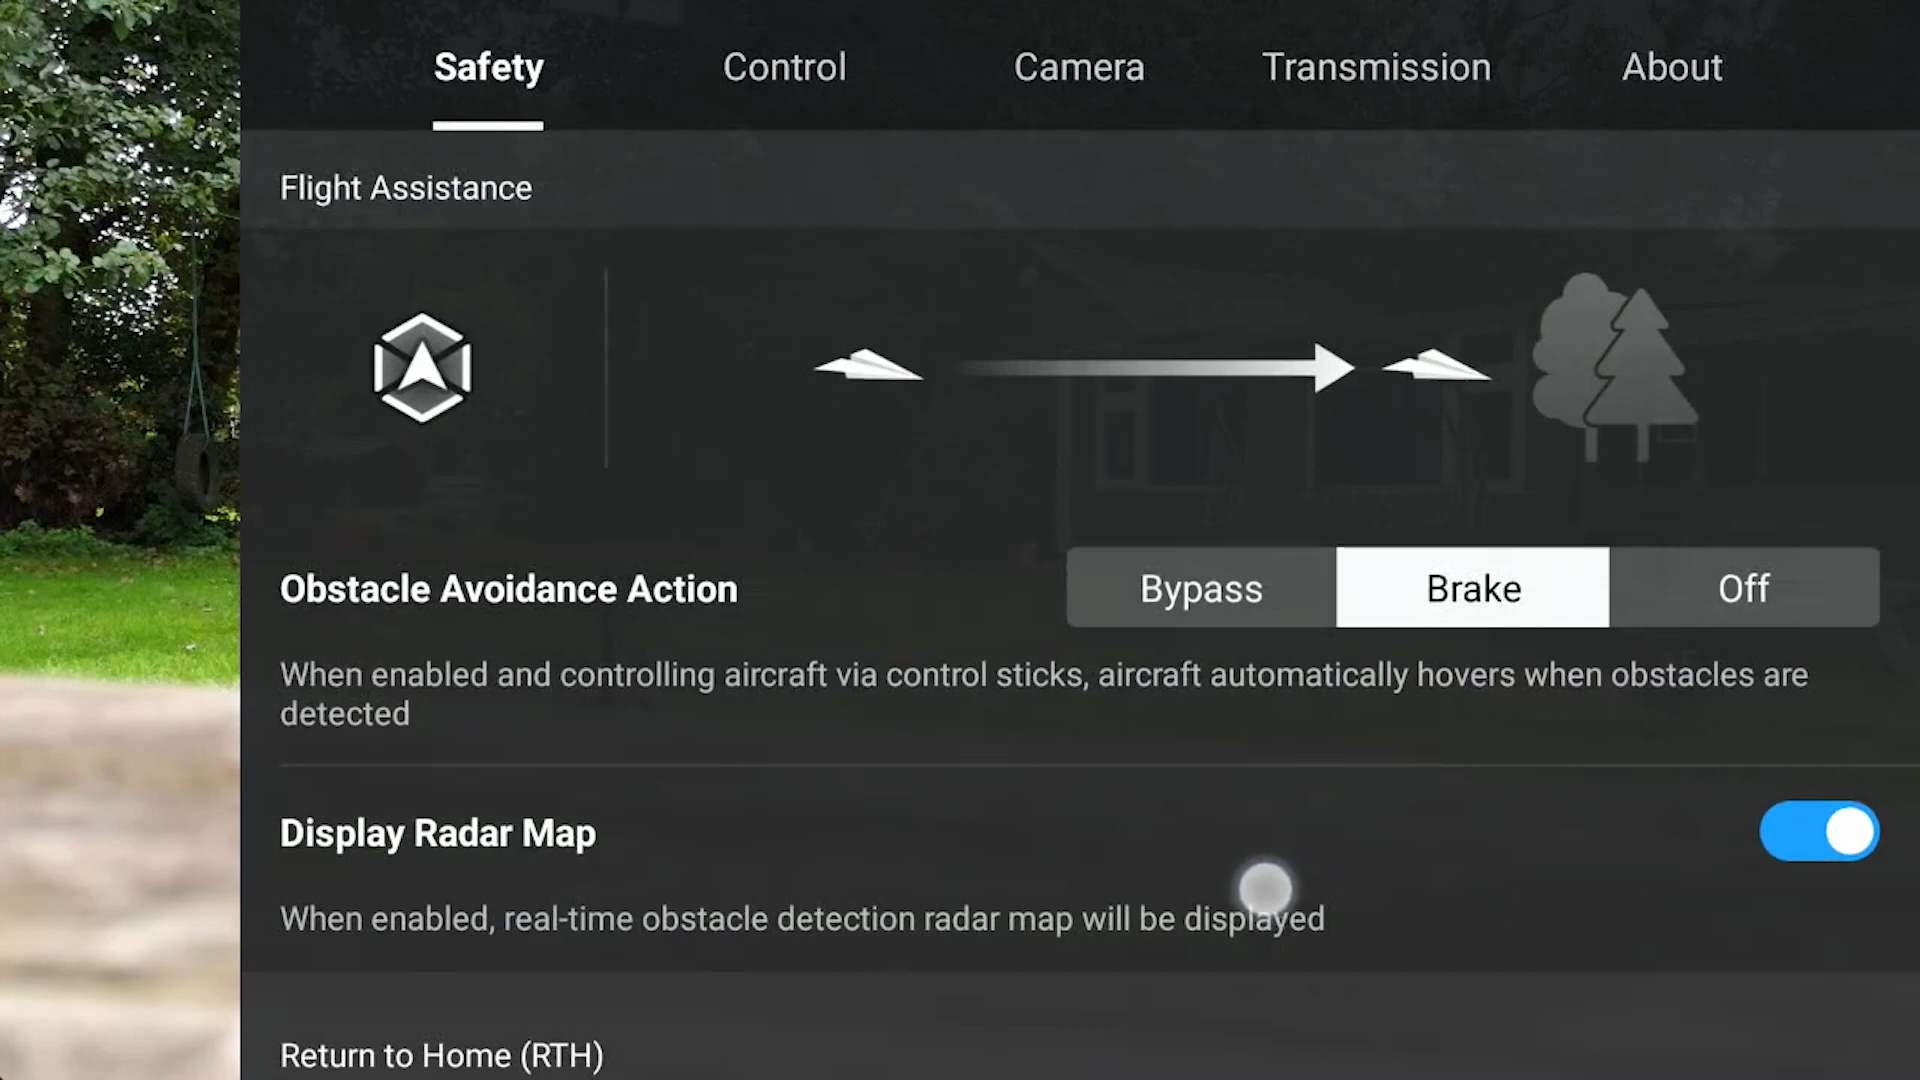 Safety Control Camera Transmission About
Flight Assistance
Obstacle Avoidance Action Bypass Brake Off
When enabled and controlling aircraft via control sticks, aircraft automatically hovers when obstacles are
detected
Display Radar Map
When enabled, real-time obstacle detection radar map will be displayed
Return to Home (RTH)